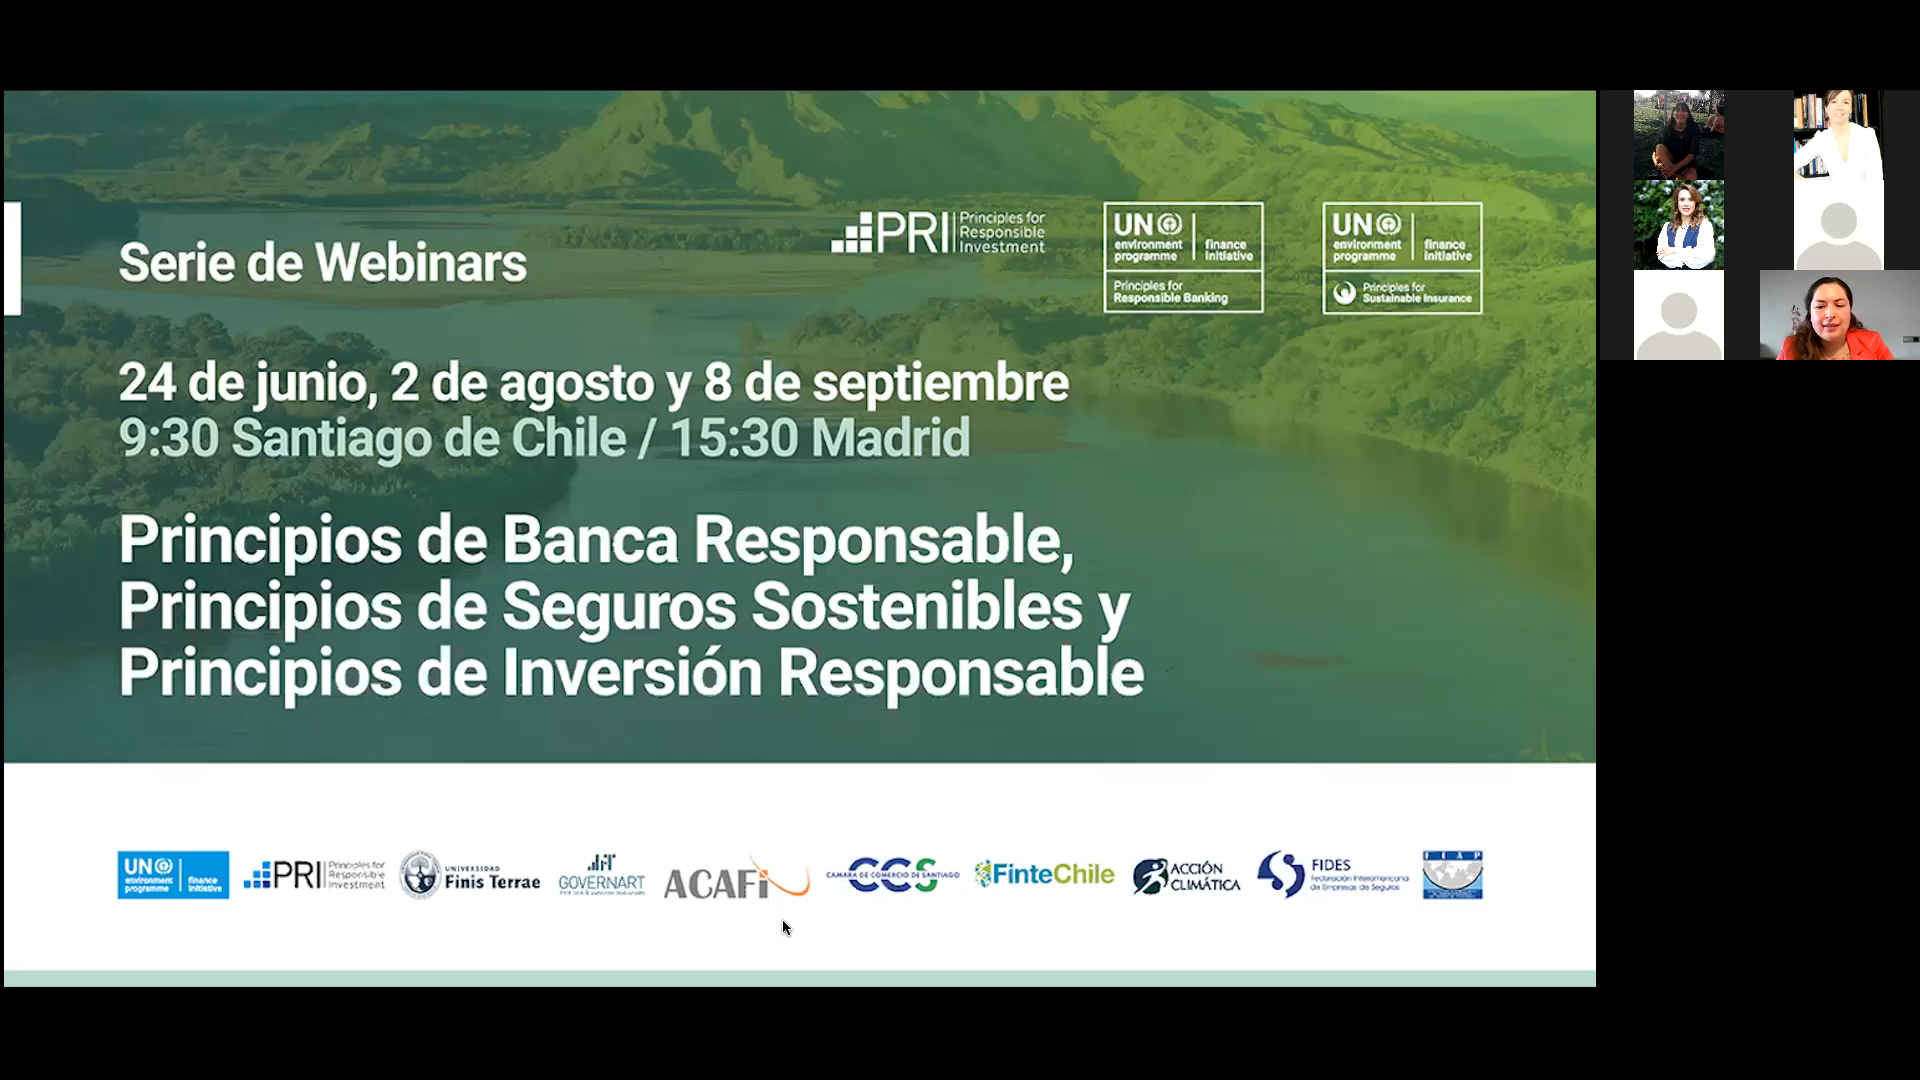 PRI Principles for
Responsible
Investment
UN environment programme | finance initiative
Principles for
Responsible Banking
UN environment programme | finance initiative
Principles for
Sustainable Insurance
Serie de Webinars
24 de junio, 2 de agosto y 8 de septiembre
9:30 Santiago de Chile / 15:30 Madrid
Principios de Banca Responsable,
Principios de Seguros Sostenibles y
Principios de Inversión Responsable
UN environment programme | finance initiative
PRI Principles for
Responsible
Investment
UNIVERSIDAD
Finis Terrae
GOVERNART
ACAFi
CCS
CAMARA DE COMERCIO DE SANTIAGO
FinteChile
ACCIÓN
CLIMÁTICA
FIDES
Federación Interamericana
de Empresas de Seguros
FIAP